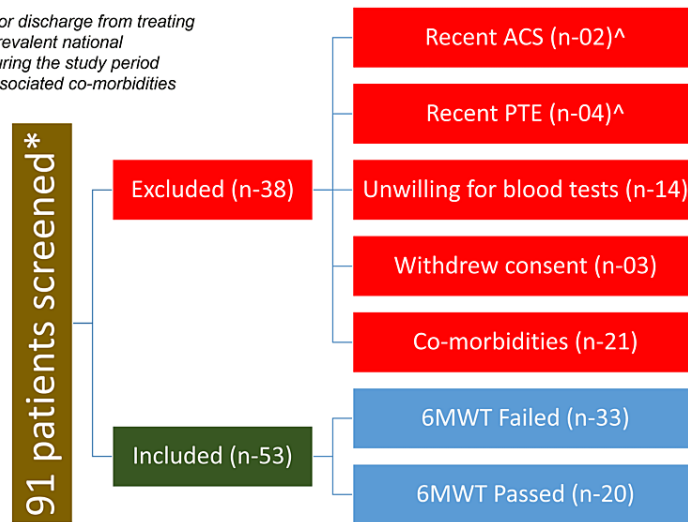 or discharge from treating
revalent national
uring the study period
ssociated co-morbidities
91 patients screened*
Excluded (n-38)
Recent ACS (n-02)^
Recent PTE (n-04)^
Unwilling for blood tests (n-14)
Withdrew consent (n-03)
Co-morbidities (n-21)
Included (n-53)
6MWT Failed (n-33)
6MWT Passed (n-20)